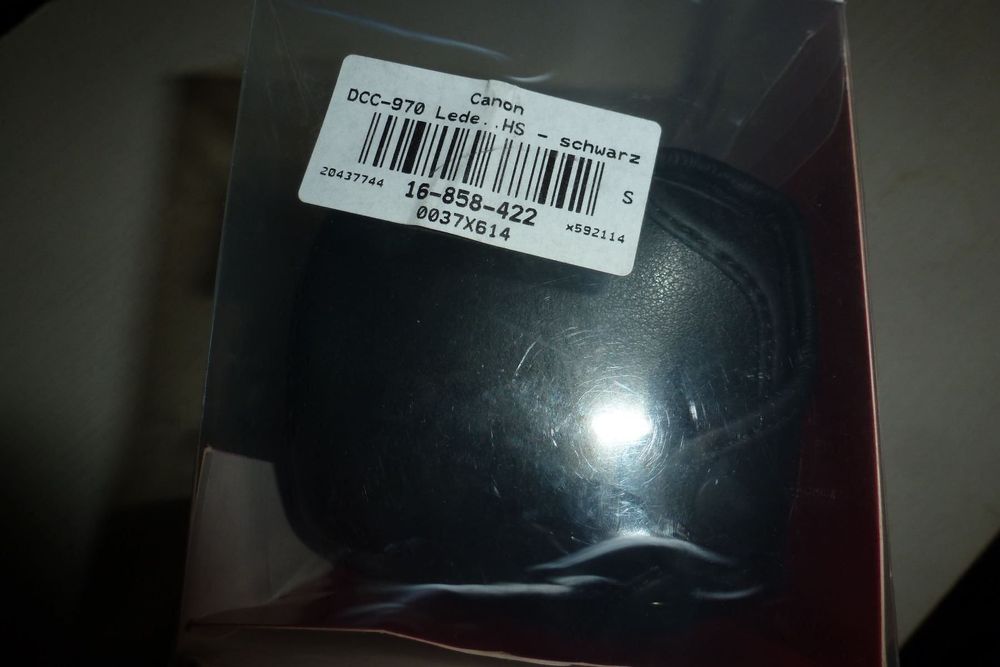 Canon
DCC-970 Lede..HS - schwarz
20437744 16-858-422 S
0037X614 x592114